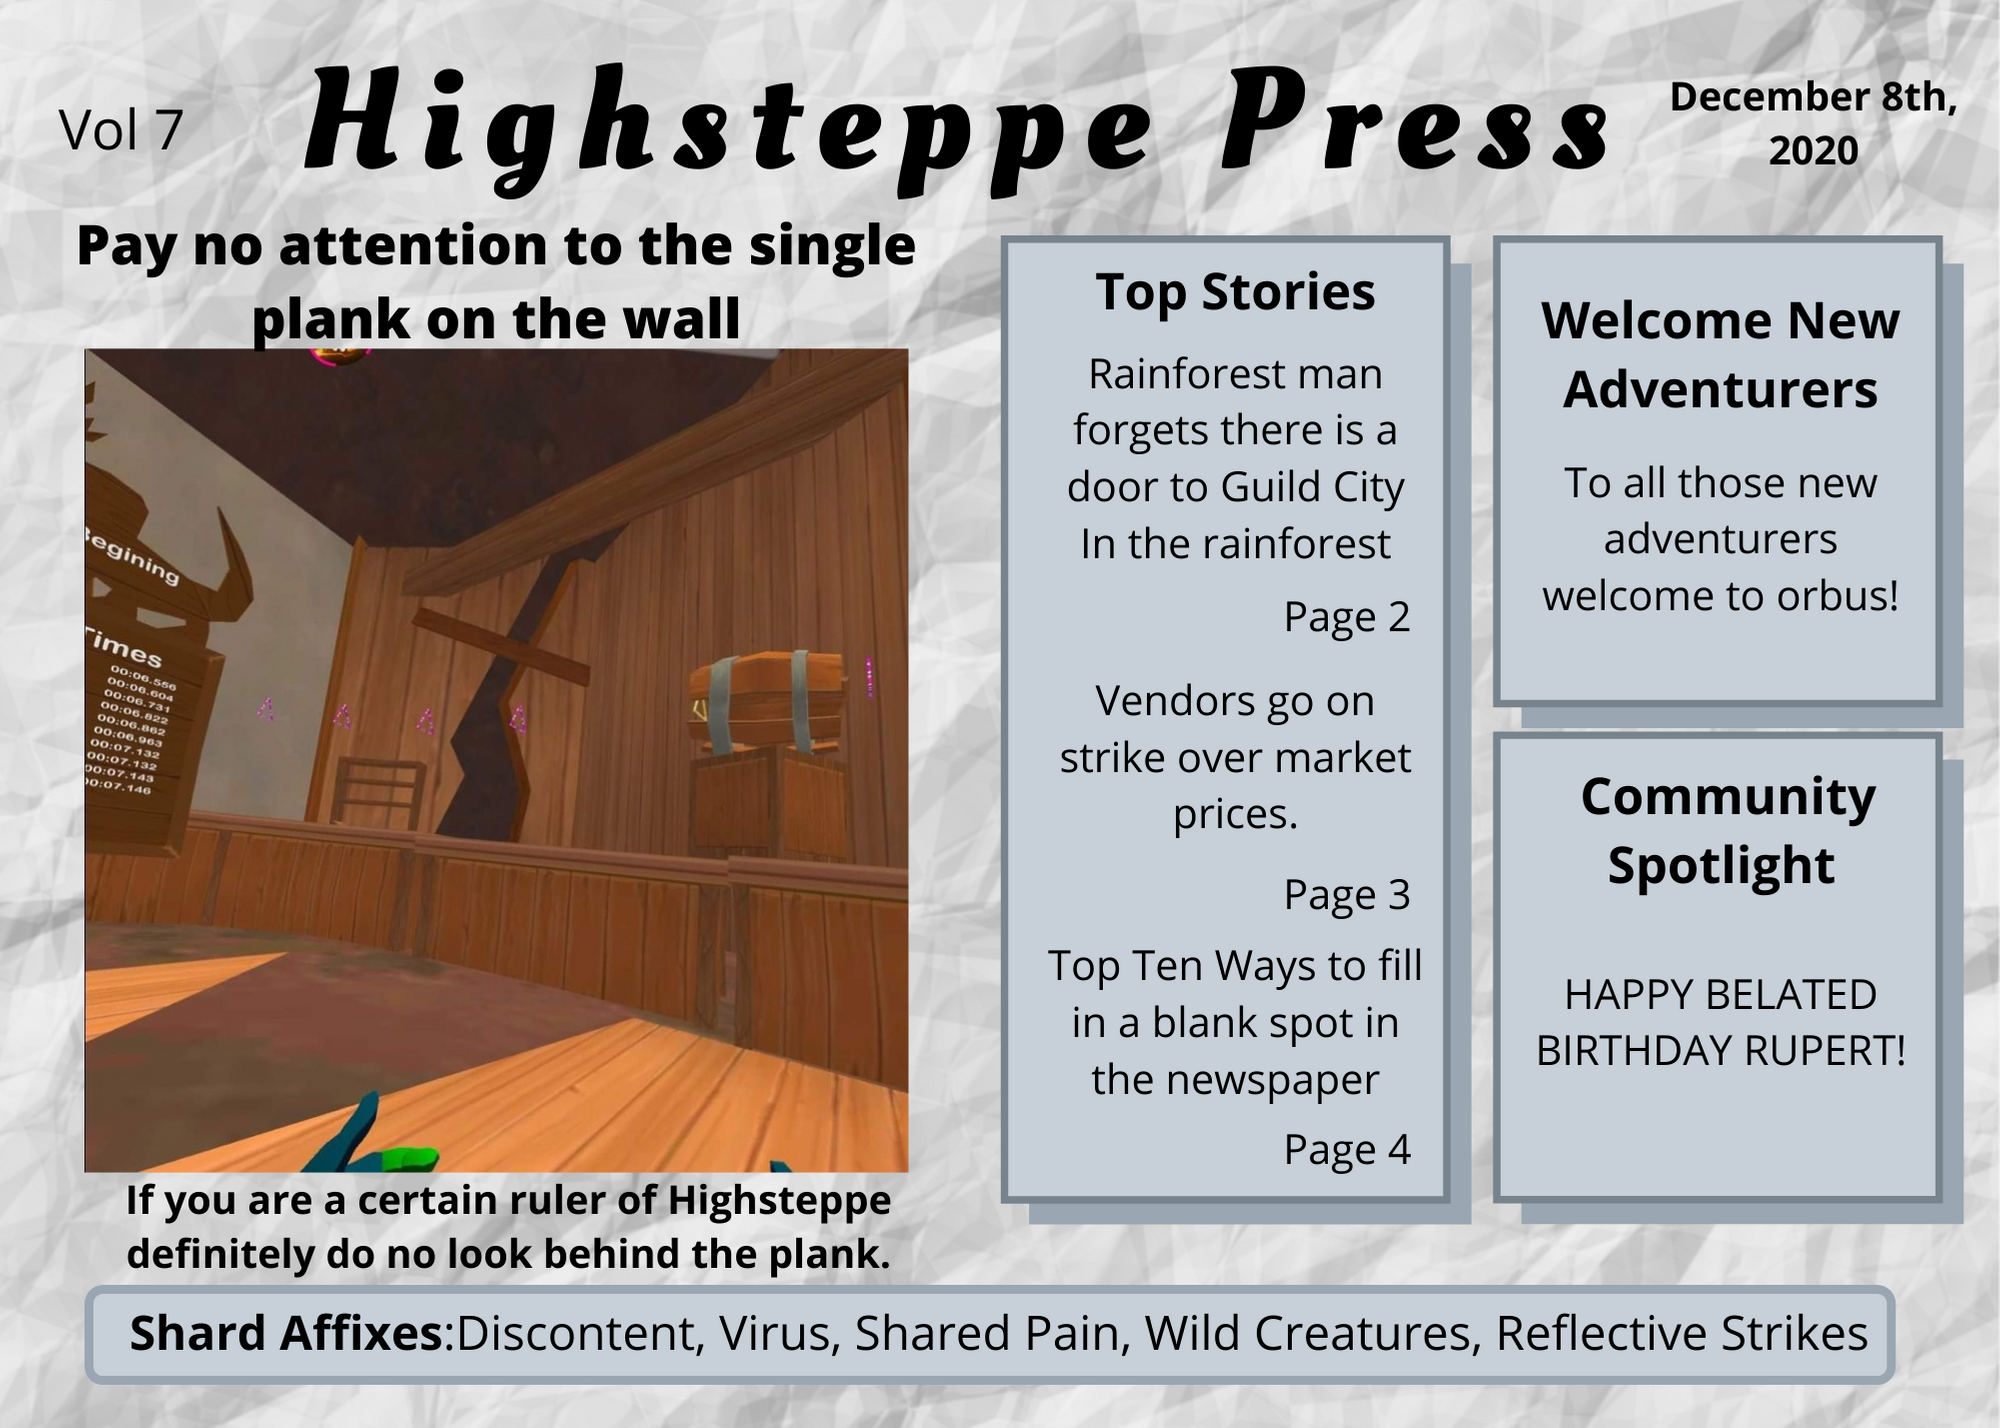 Vol 7
Highsteppe Press
December 8th,
2020
Pay no attention to the single
plank on the wall
Begining
Times
00:06.556
00:06.604
00:06.731
00:06.822
00:06.862
00:06.963
00:07.132
00:07.132
00:07.143
00:07.146
If you are a certain ruler of Highsteppe
definitely do no look behind the plank.
Top Stories
Rainforest man
forgets there is a
door to Guild City
In the rainforest
Page 2
Vendors go on
strike over market
prices.
Page 3
Top Ten Ways to fill
in a blank spot in
the newspaper
Page 4
Welcome New
Adventurers
To all those new
adventurers
welcome to orbus!
Community
Spotlight
HAPPY BELATED
BIRTHDAY RUPERT!
Shard Affixes:Discontent, Virus, Shared Pain, Wild Creatures, Reflective Strikes